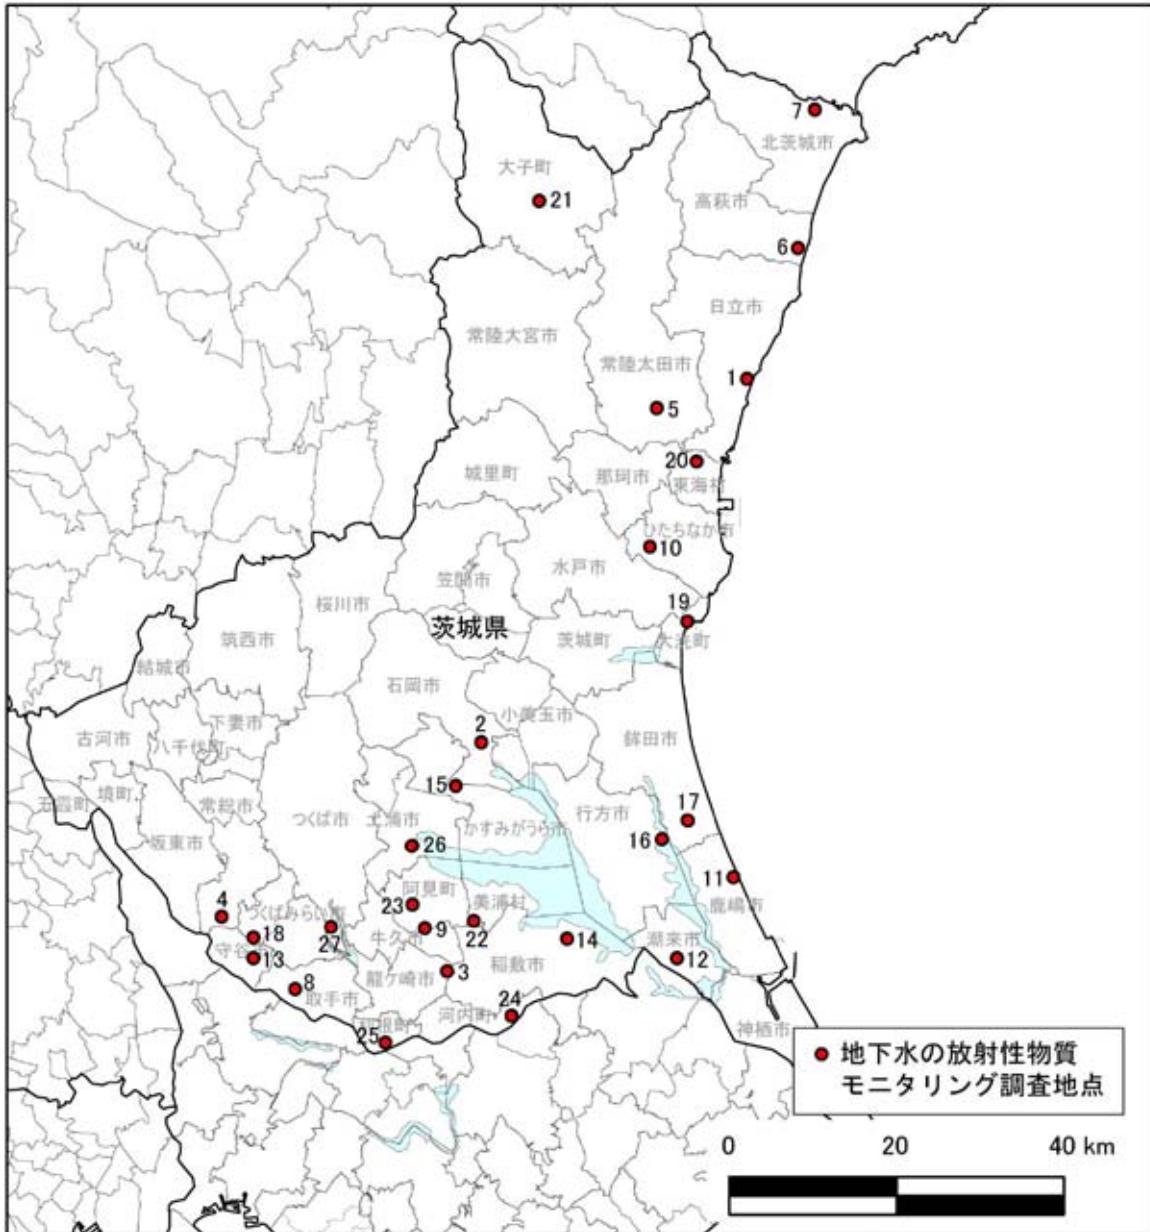 7
北茨城市
大子町
21
高萩市
6
日立市
常陸大宮市
常陸太田市
1
5
城里町
那珂市
20
東海村
ひたちなか市
10
笠間市
水戸市
桜川市
19
茨城県
茨城町
大洗町
筑西市
結城市
石岡市
小美玉市
下妻市
2
鉾田市
古河市
八千代町
境町
五霞町
15
常総市
つくば市
土浦市
かすみがうら市
行方市
17
坂東市
26
16
阿見町
11
鹿嶋市
4
つくばみらい市
23
美浦村
18
27
牛久市
9
22
14
潮来市
守谷市
13
龍ケ崎市
3
稲敷市
12
8
取手市
河内町
24
利根町
25
神栖市
地下水の放射性物質
モニタリング調査地点
0 20 40 km